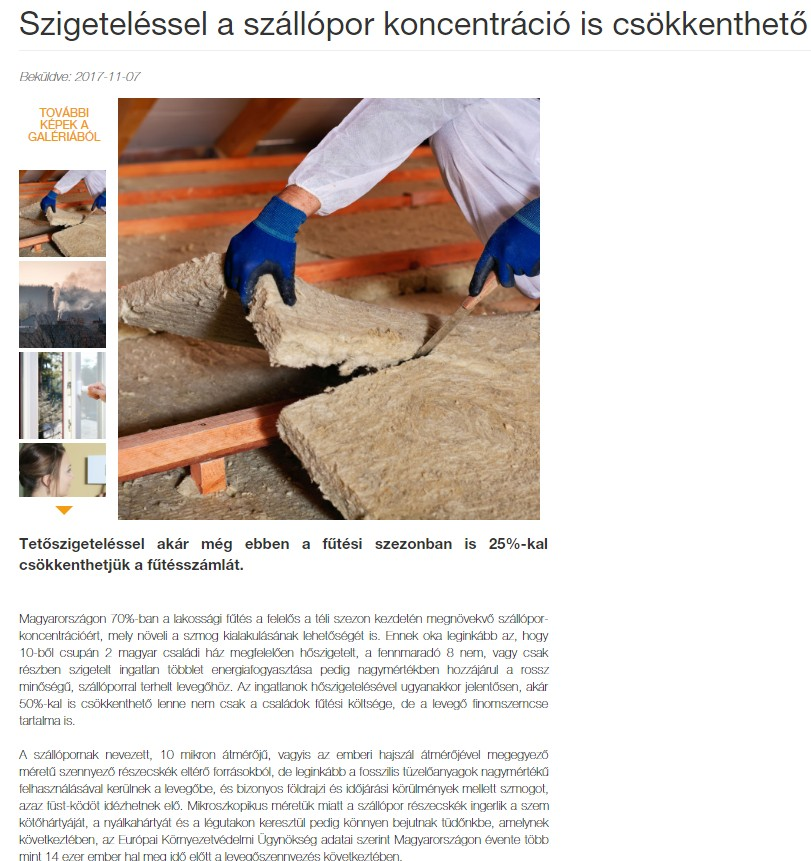 Szigeteléssel a szállópor koncentráció is csökkenthető
Beküldve: 2017-11-07
TOVÁBBI
KÉPEK A
GALÉRIÁBÓL
Tetőszigeteléssel akár még ebben a fűtési szezonban is 25%-kal
csökkenthetjük a fűtésszámlát.
Magyarországon 70%-ban a lakossági fűtés a felelős a téli szezon kezdetén megnövekvő szállópor-
koncentrációért, mely növeli a szmog kialakulásának lehetőségét is. Ennek oka leginkább az, hogy
10-ből csupán 2 magyar családi ház megfelelően hőszigetelt, a fennmaradó 8 nem, vagy csak
részben szigetelt ingatlan többlet energiafogyasztása pedig nagymértékben hozzájárul a rossz
minőségű, szállóporral terhelt levegőhöz. Az ingatlanok hőszigetelésével ugyanakkor jelentősen, akár
50%-kal is csökkenthető lenne nem csak a családok fűtési költsége, de a levegő finomszemcse
tartalma is.
A szállópornak nevezett, 10 mikron átmérőjű, vagyis az emberi hajszál átmérőjével megegyező
méretű szennyező részecskék eltérő forrásokból, de leginkább a fosszilis tüzelőanyagok nagymértékű
felhasználásával kerülnek a levegőbe, és bizonyos földrajzi és időjárási körülmények mellett szmogot,
azaz füst-ködöt idézhetnek elő. Mikroszkopikus méretük miatt a szállópor részecskék ingerlik a szem
kötőhártyáját, a nyálkahártyát és a légutakon keresztül pedig könnyen bejutnak tüdőnkbe, amelynek
következtében, az Európai Környezetvédelmi Ügynökség adatai szerint Magyarországon évente több
mint 14 ezer ember hal meg idő előtt a levegőszennyezés következtében.